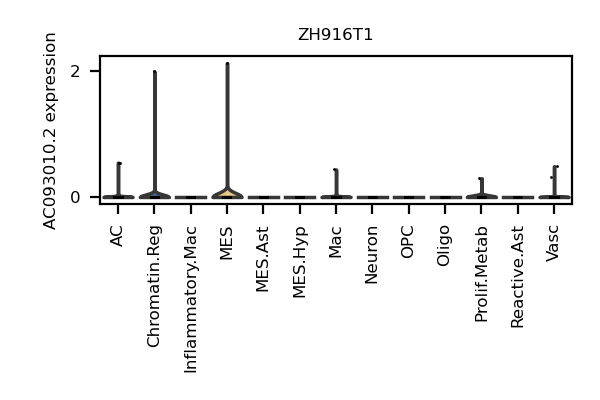 ZH916T1
AC093010.2 expression
2
0
AC
Chromatin.Reg
Inflammatory.Mac
MES
MES.Ast
MES.Hyp
Mac
Neuron
OPC
Oligo
Prolif.Metab
Reactive.Ast
Vasc